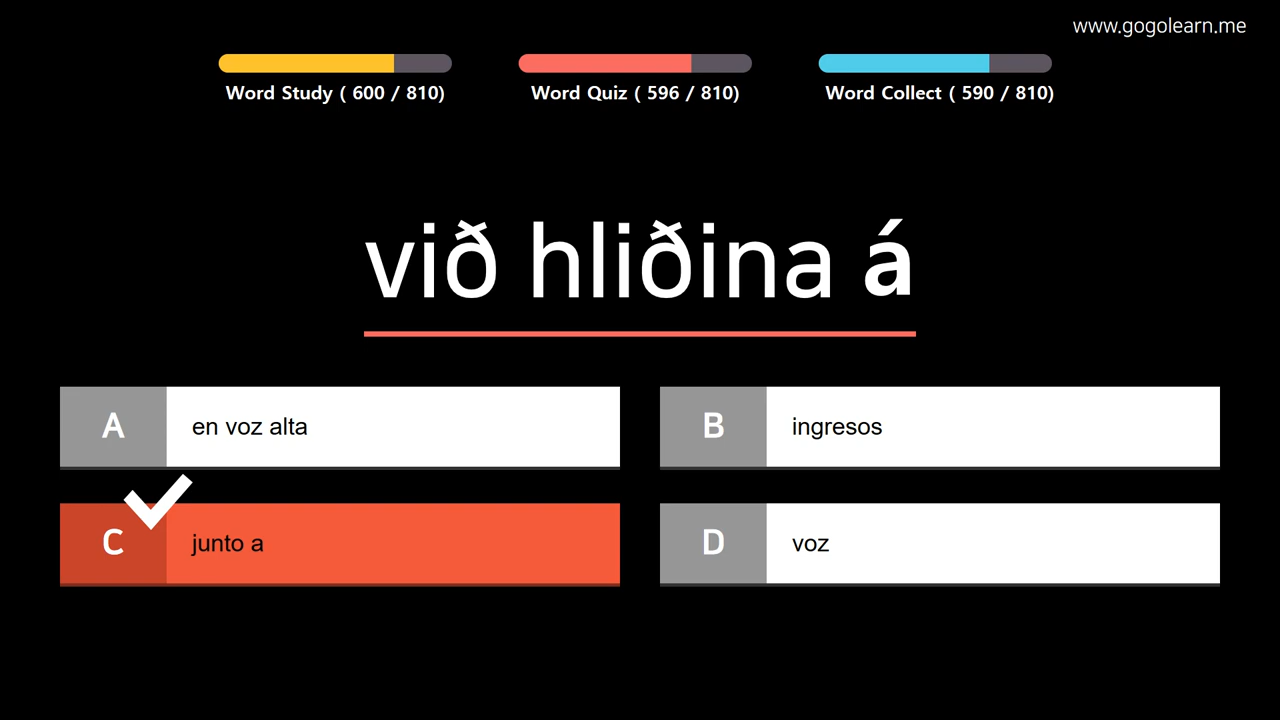 www.gogolearn.me
Word Study ( 600 / 810)
Word Quiz ( 596 / 810)
Word Collect ( 590 / 810)
við hliðina á
A en voz alta
B ingresos
C junto a
D voz